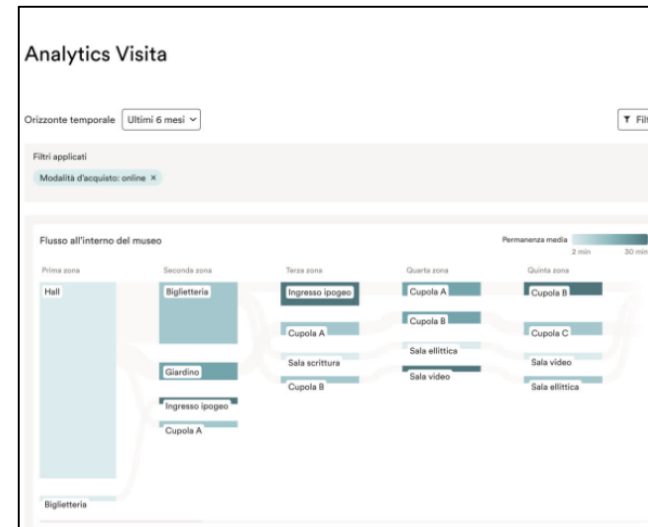 Analytics Visita
Orizzonte temporale Ultimi 6 mesi
Filt
Filtri applicati
Modalità d'acquisto: online ×
Flusso all'interno del museo
Permanenza media
2 min 30 min
Prima zona Seconda zona Terza zona Quarta zona Quinta zona
Hall Biglietteria Ingresso ipogeo Cupola A Cupola B
Cupola A Cupola B Cupola C
Giardino Sala scrittura Sala ellittica Sala video
Cupola B Sala video Sala ellittica
Ingresso ipogeo
Cupola A
Biglietteria